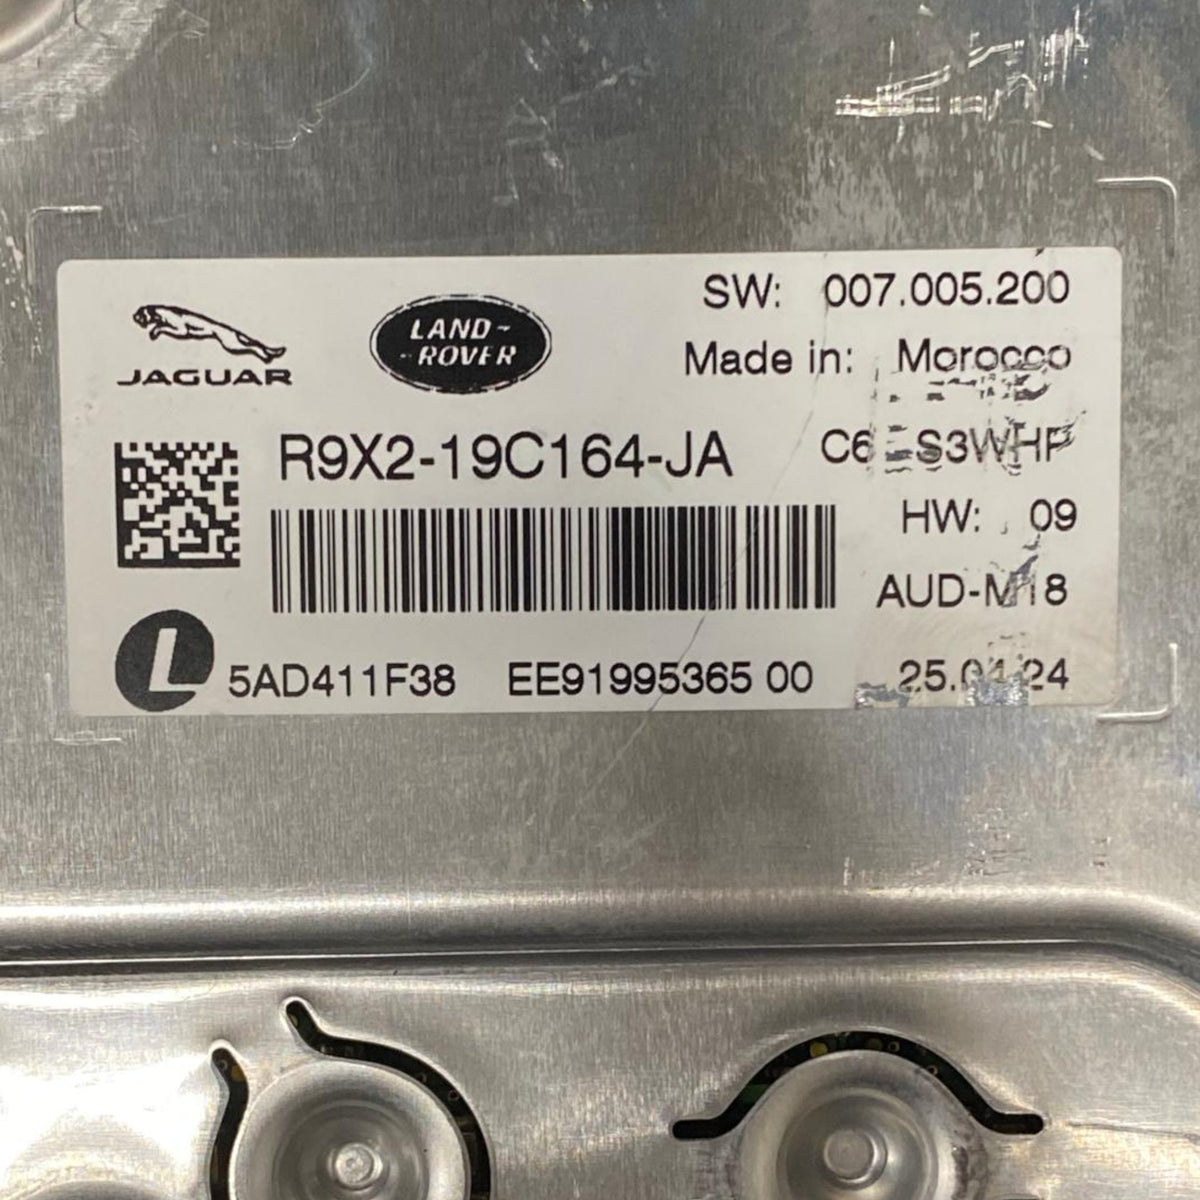 JAGUAR
LAND-
-ROVER
SW: 007.005.200
Made in: Morocco
R9X2-19C164-JA
HW: 09
AUD-M18
L
5AD411F38 EE91995365 00